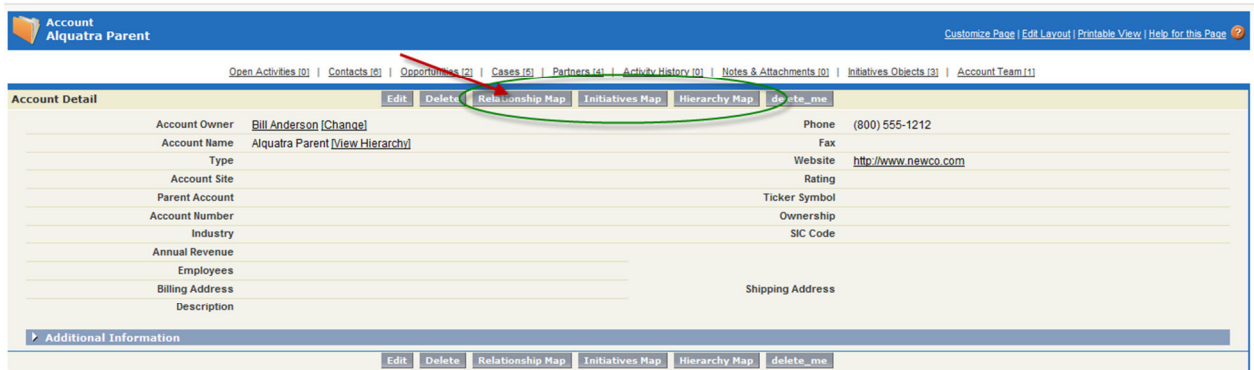 Account
Alquatra Parent
Customize Page | Edit Layout | Printable View | Help for this Page ?
Open Activities [0] | Contacts [6] | Opportunities [2] | Cases [5] | Partners [4] | Activity History [0] | Notes & Attachments [0] | Initiatives Objects [3] | Account Team [1]
Account Detail Edit Delete Relationship Map Initiatives Map Hierarchy Map delete_me
Account Owner Bill Anderson [Change] Phone (800) 555-1212
Account Name Alquatra Parent [View Hierarchy] Fax
Type Website http://www.newco.com
Account Site Rating
Parent Account Ticker Symbol
Account Number Ownership
Industry SIC Code
Annual Revenue
Employees
Billing Address Shipping Address
Description
Additional Information
Edit Delete Relationship Map Initiatives Map Hierarchy Map delete_me